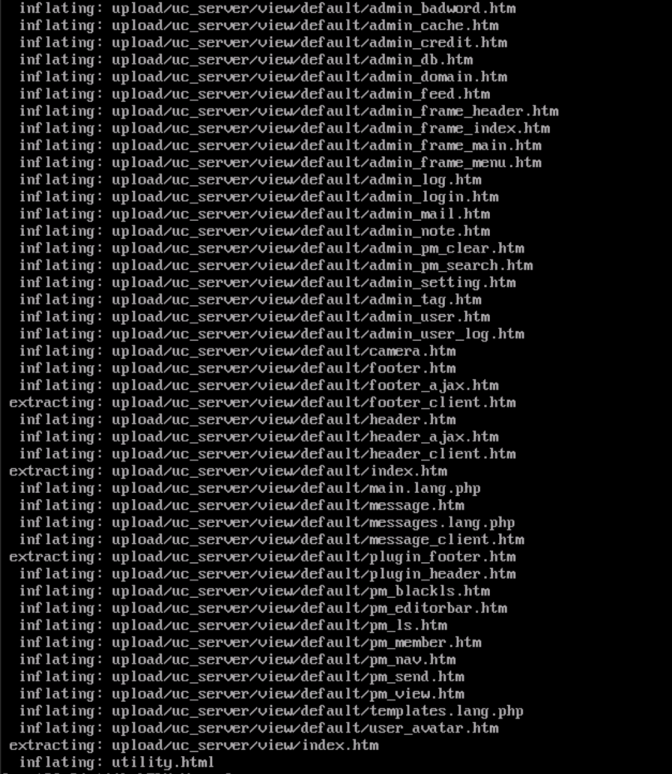 inflating: upload/uc_server/view/default/admin_badword.htm
inflating: upload/uc_server/view/default/admin_cache.htm
inflating: upload/uc_server/view/default/admin_credit.htm
inflating: upload/uc_server/view/default/admin_db.htm
inflating: upload/uc_server/view/default/admin_domain.htm
inflating: upload/uc_server/view/default/admin_feed.htm
inflating: upload/uc_server/view/default/admin_frame_header.htm
inflating: upload/uc_server/view/default/admin_frame_index.htm
inflating: upload/uc_server/view/default/admin_frame_main.htm
inflating: upload/uc_server/view/default/admin_frame_menu.htm
inflating: upload/uc_server/view/default/admin_log.htm
inflating: upload/uc_server/view/default/admin_login.htm
inflating: upload/uc_server/view/default/admin_mail.htm
inflating: upload/uc_server/view/default/admin_note.htm
inflating: upload/uc_server/view/default/admin_pm_clear.htm
inflating: upload/uc_server/view/default/admin_pm_search.htm
inflating: upload/uc_server/view/default/admin_setting.htm
inflating: upload/uc_server/view/default/admin_tag.htm
inflating: upload/uc_server/view/default/admin_user.htm
inflating: upload/uc_server/view/default/admin_user_log.htm
inflating: upload/uc_server/view/default/camera.htm
inflating: upload/uc_server/view/default/footer.htm
inflating: upload/uc_server/view/default/footer_ajax.htm
extracting: upload/uc_server/view/default/footer_client.htm
inflating: upload/uc_server/view/default/header.htm
inflating: upload/uc_server/view/default/header_ajax.htm
inflating: upload/uc_server/view/default/header_client.htm
extracting: upload/uc_server/view/default/index.htm
inflating: upload/uc_server/view/default/main.lang.php
inflating: upload/uc_server/view/default/message.htm
inflating: upload/uc_server/view/default/messages.lang.php
inflating: upload/uc_server/view/default/message_client.htm
extracting: upload/uc_server/view/default/plugin_footer.htm
inflating: upload/uc_server/view/default/plugin_header.htm
inflating: upload/uc_server/view/default/pm_blackls.htm
inflating: upload/uc_server/view/default/pm_editorbar.htm
inflating: upload/uc_server/view/default/pm_ls.htm
inflating: upload/uc_server/view/default/pm_member.htm
inflating: upload/uc_server/view/default/pm_nav.htm
inflating: upload/uc_server/view/default/pm_send.htm
inflating: upload/uc_server/view/default/pm_view.htm
inflating: upload/uc_server/view/default/templates.lang.php
inflating: upload/uc_server/view/default/user_avatar.htm
extracting: upload/uc_server/view/index.htm
inflating: utility.html